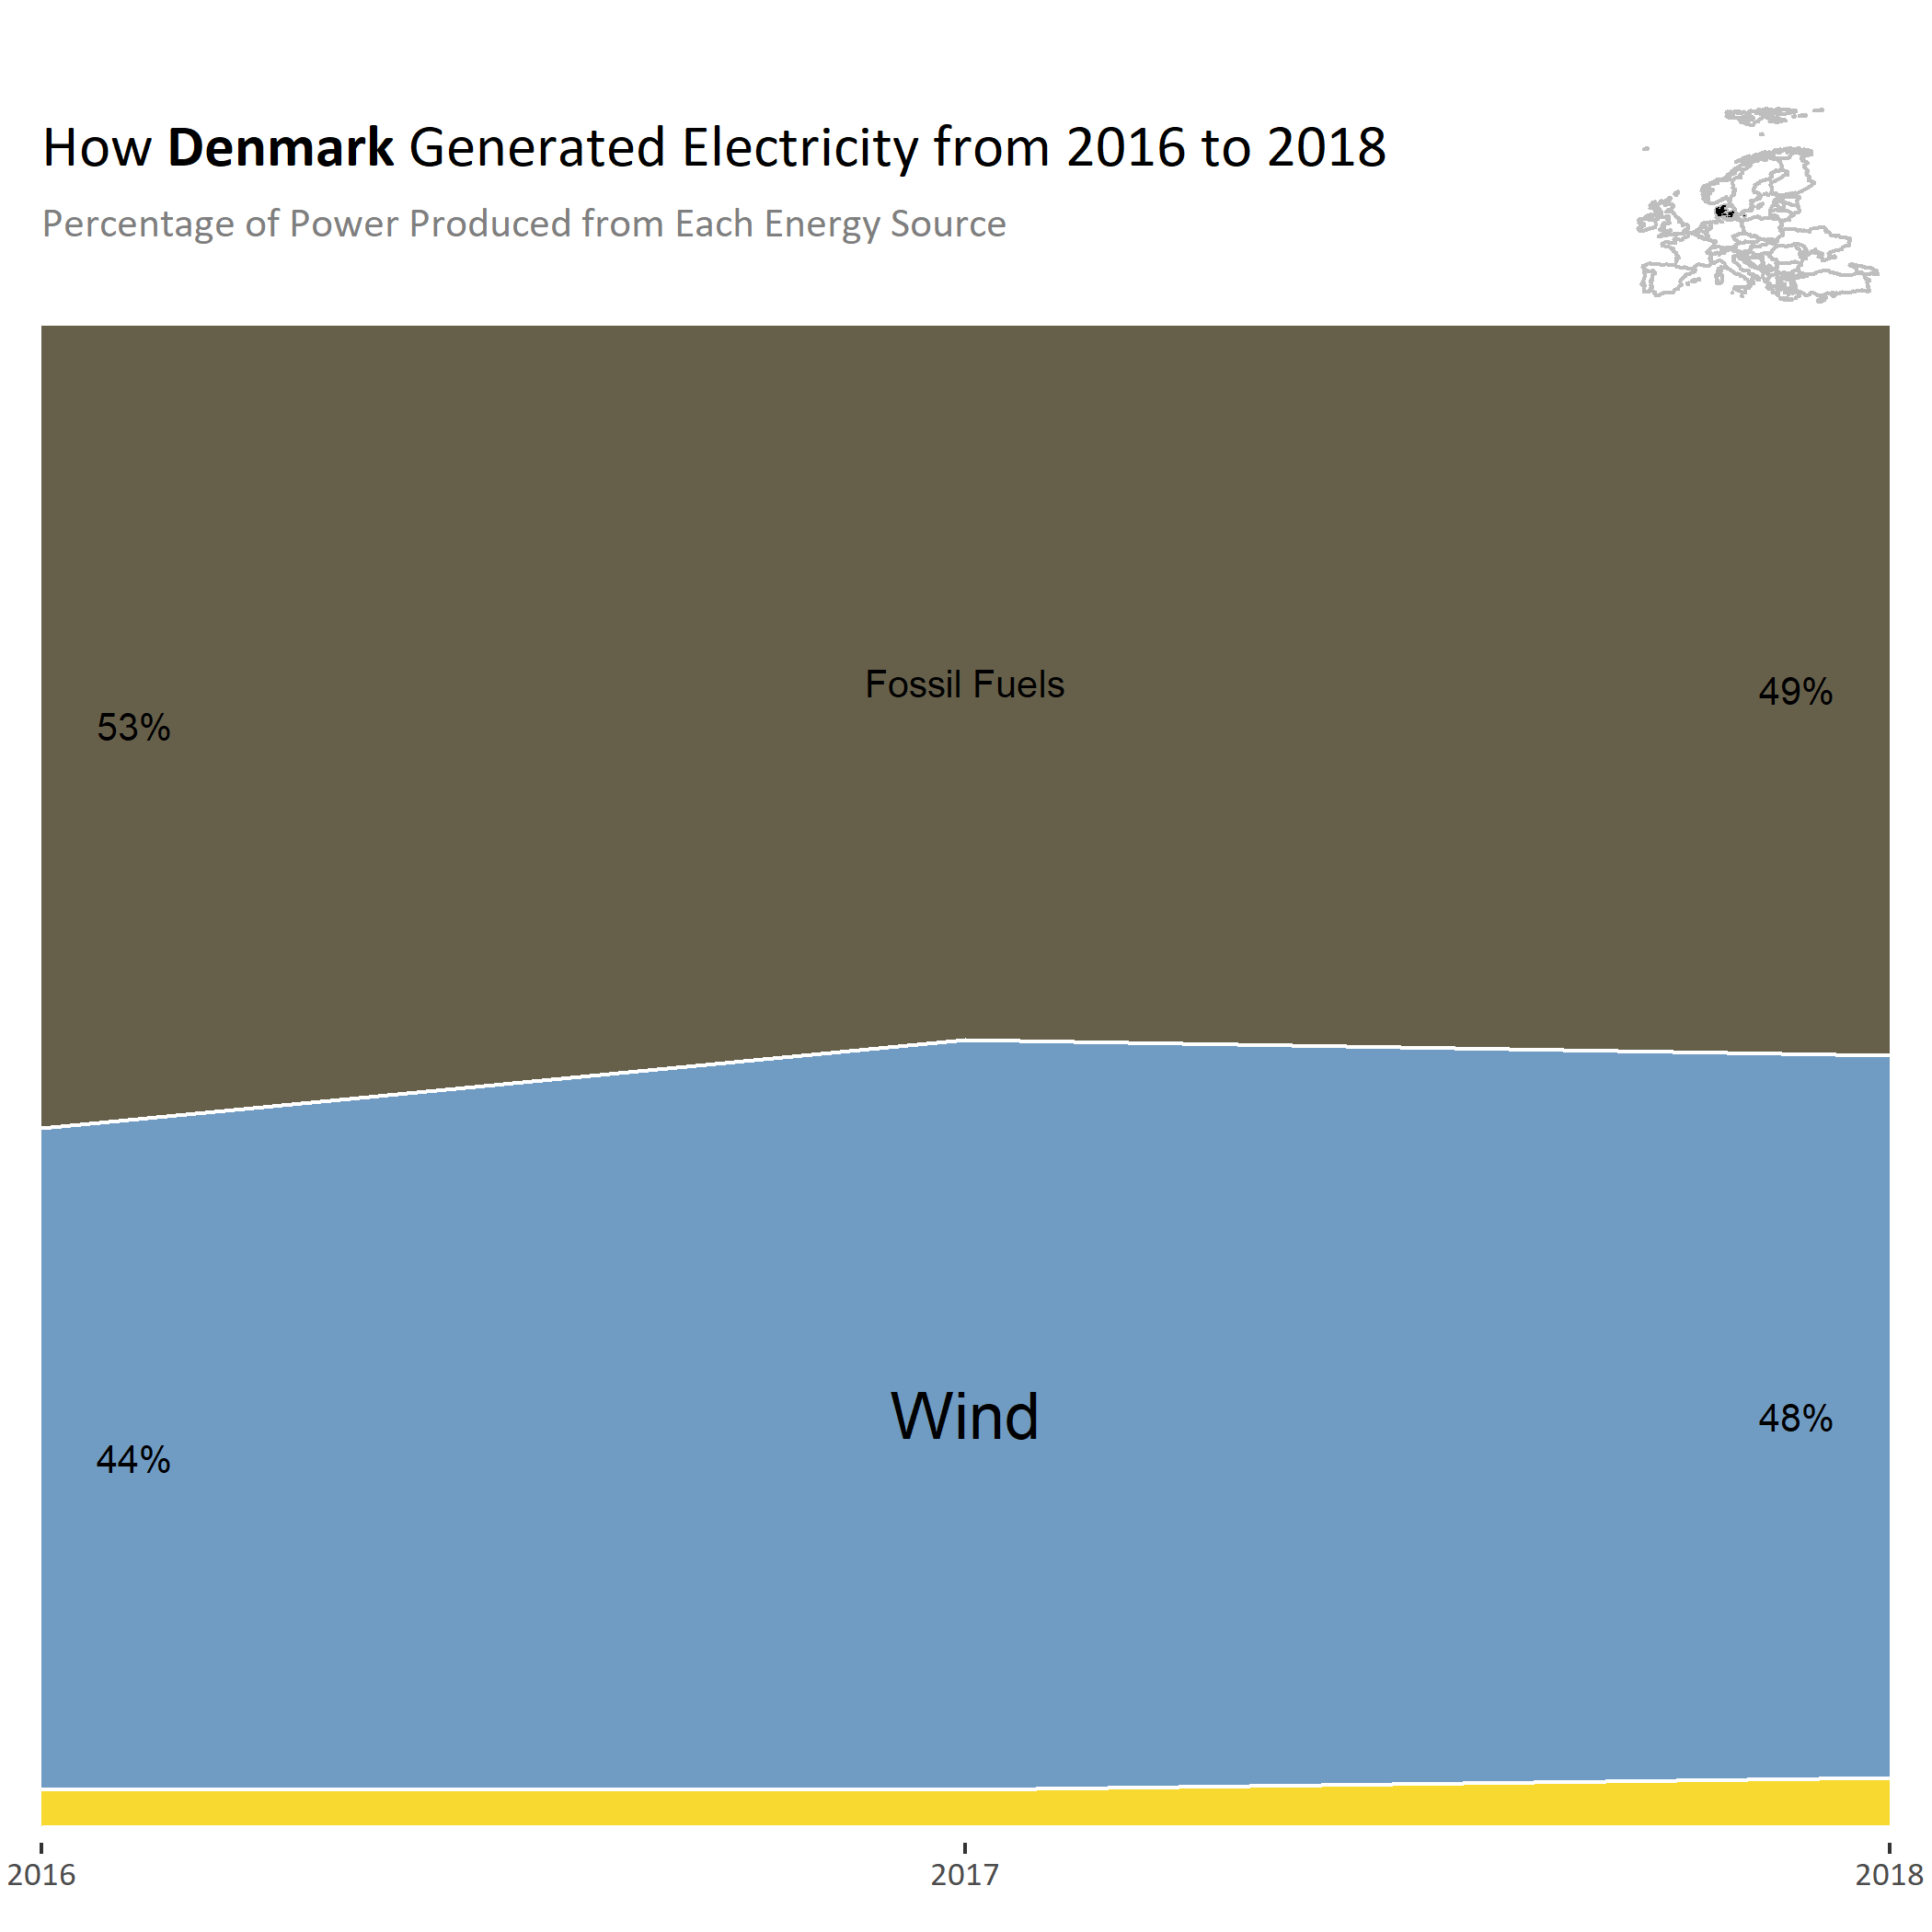 How Denmark Generated Electricity from 2016 to 2018
Percentage of Power Produced from Each Energy Source
Fossil Fuels
53%
49%
Wind
44%
48%
2016
2017
2018